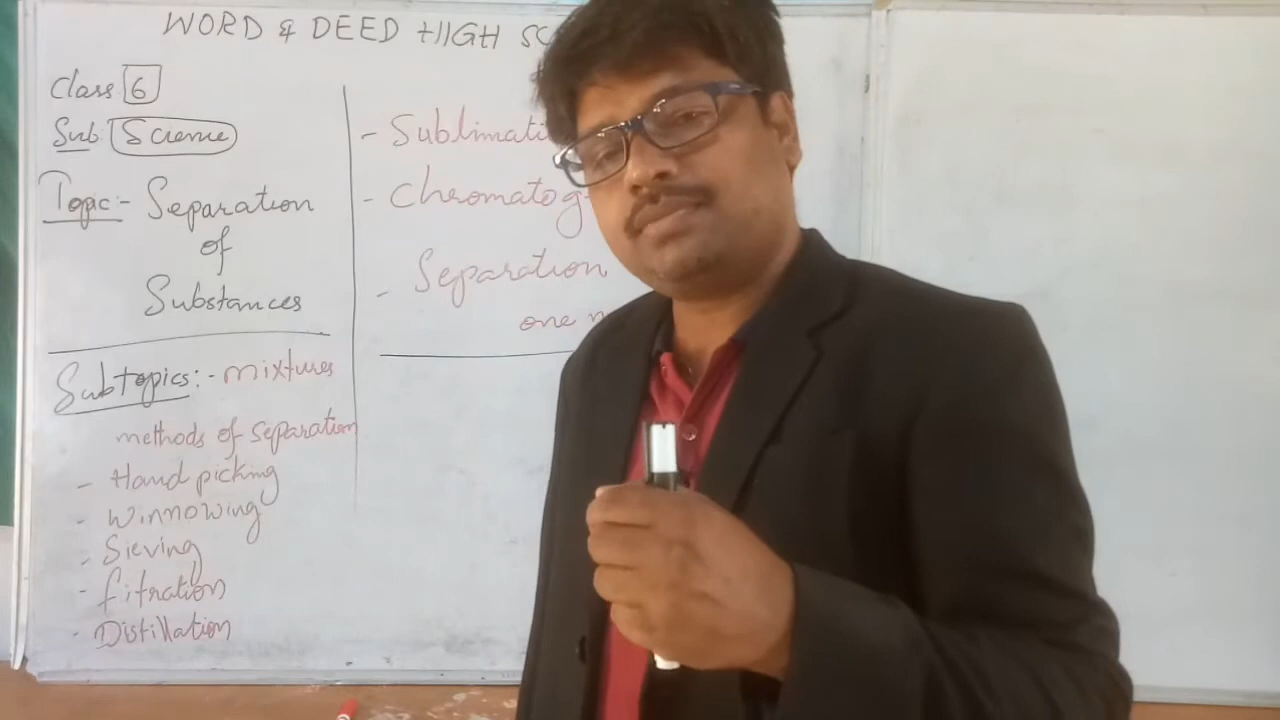 WORD & DEED HIGH SC
Class 6
Sub Science
Topic:- Separation
of
Substances
Subtopics:- mixtures
methods of separation
- Hand picking
- Winnowing
- Sieving
- fitration
- Distillation
- Sublimati
- Chromatog
- Separation
one